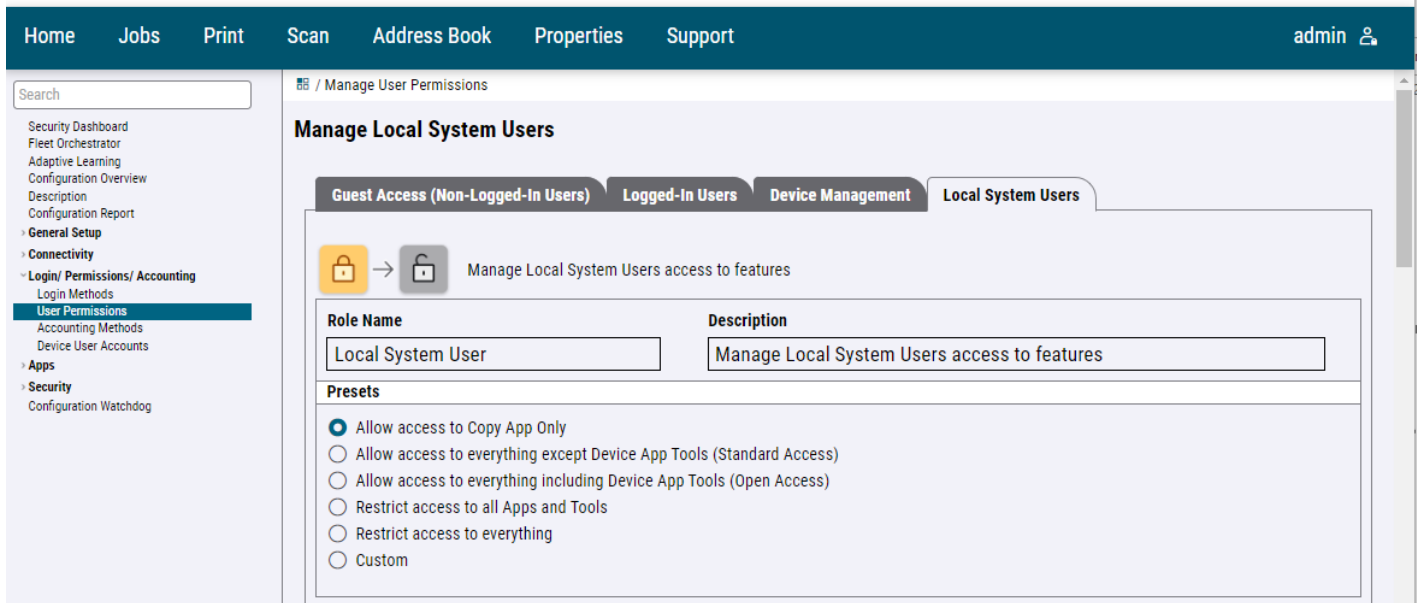 Home Jobs Print Scan Address Book Properties Support admin
Search
Security Dashboard
Fleet Orchestrator
Adaptive Learning
Configuration Overview
Description
Configuration Report
General Setup
Connectivity
Login/ Permissions/ Accounting
Login Methods
User Permissions
Accounting Methods
Device User Accounts
Apps
Security
Configuration Watchdog
/ Manage User Permissions
Manage Local System Users
Guest Access (Non-Logged-In Users) Logged-In Users Device Management Local System Users
Manage Local System Users access to features
Role Name Description
Local System User Manage Local System Users access to features
Presets
Allow access to Copy App Only
Allow access to everything except Device App Tools (Standard Access)
Allow access to everything including Device App Tools (Open Access)
Restrict access to all Apps and Tools
Restrict access to everything
Custom